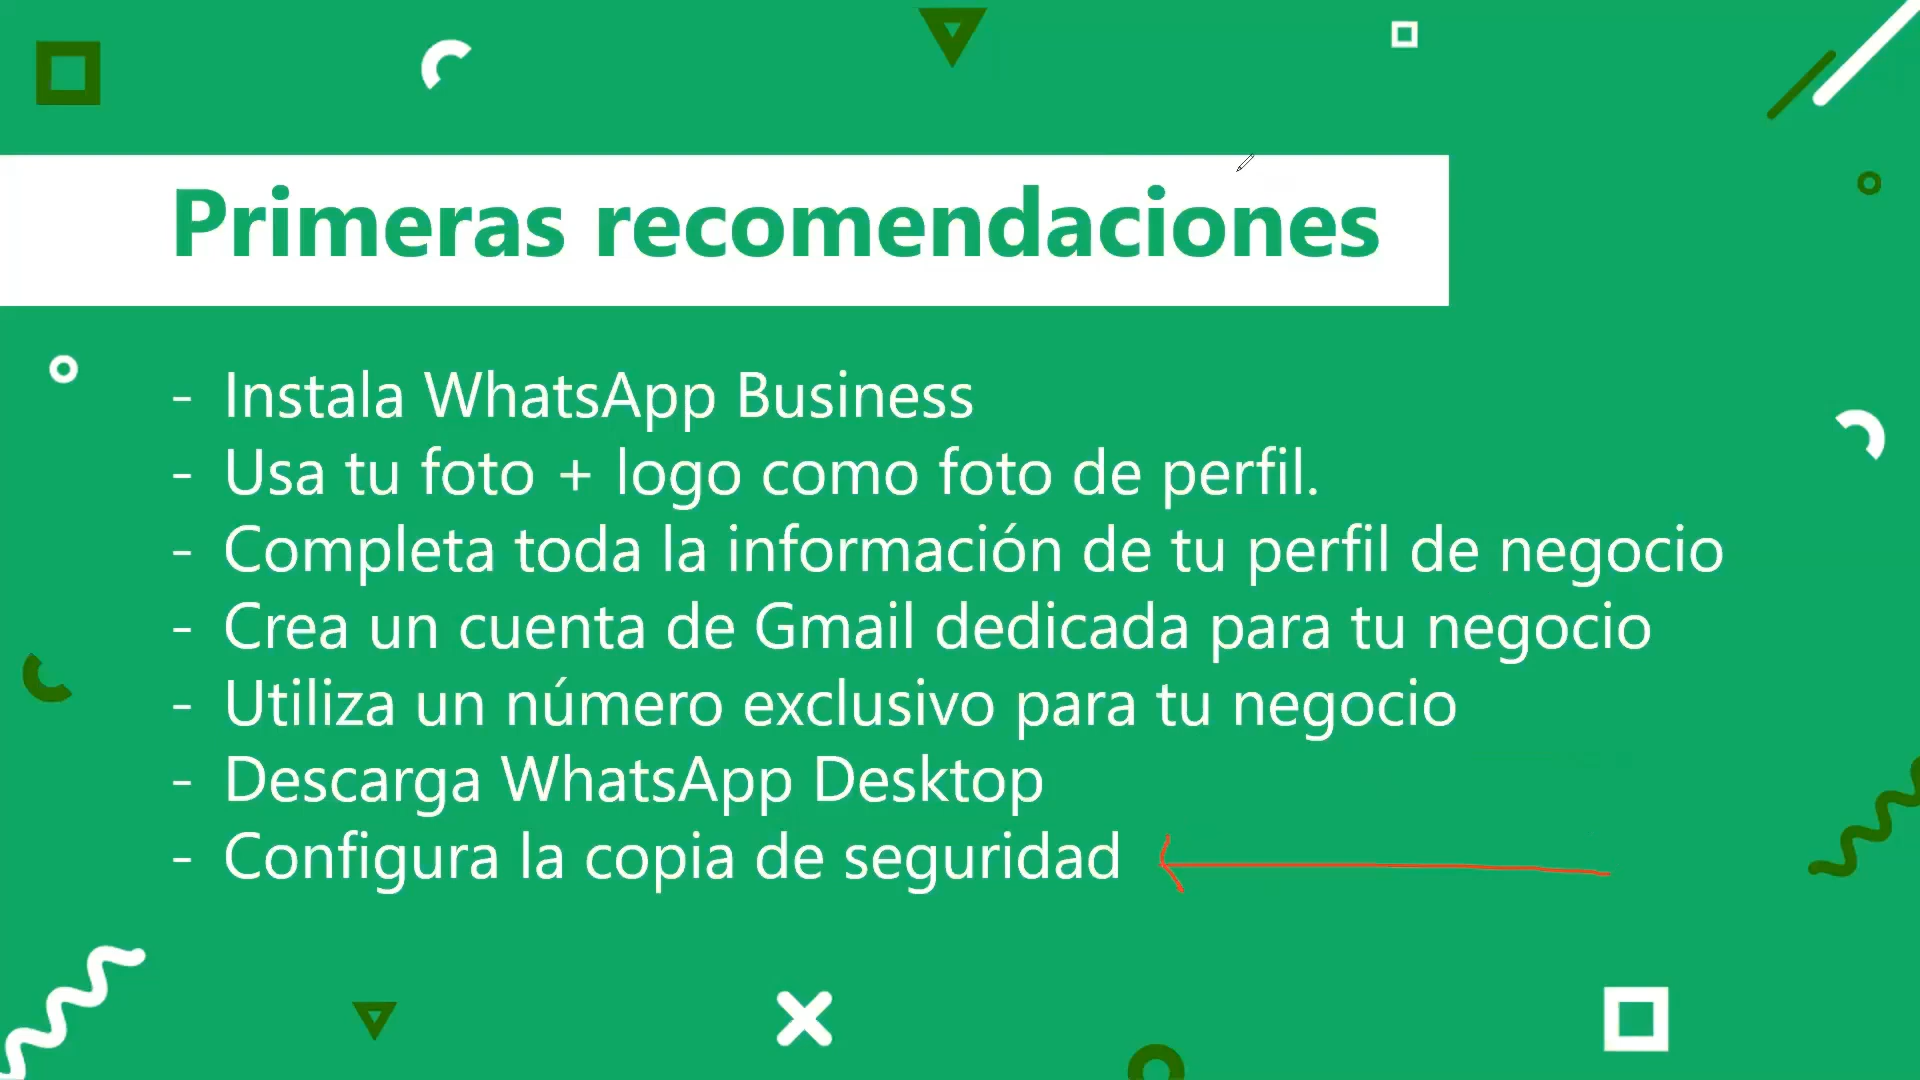 Primeras recomendaciones
- Instala WhatsApp Business
- Usa tu foto + logo como foto de perfil.
- Completa toda la información de tu perfil de negocio
- Crea un cuenta de Gmail dedicada para tu negocio
- Utiliza un número exclusivo para tu negocio
- Descarga WhatsApp Desktop
- Configura la copia de seguridad